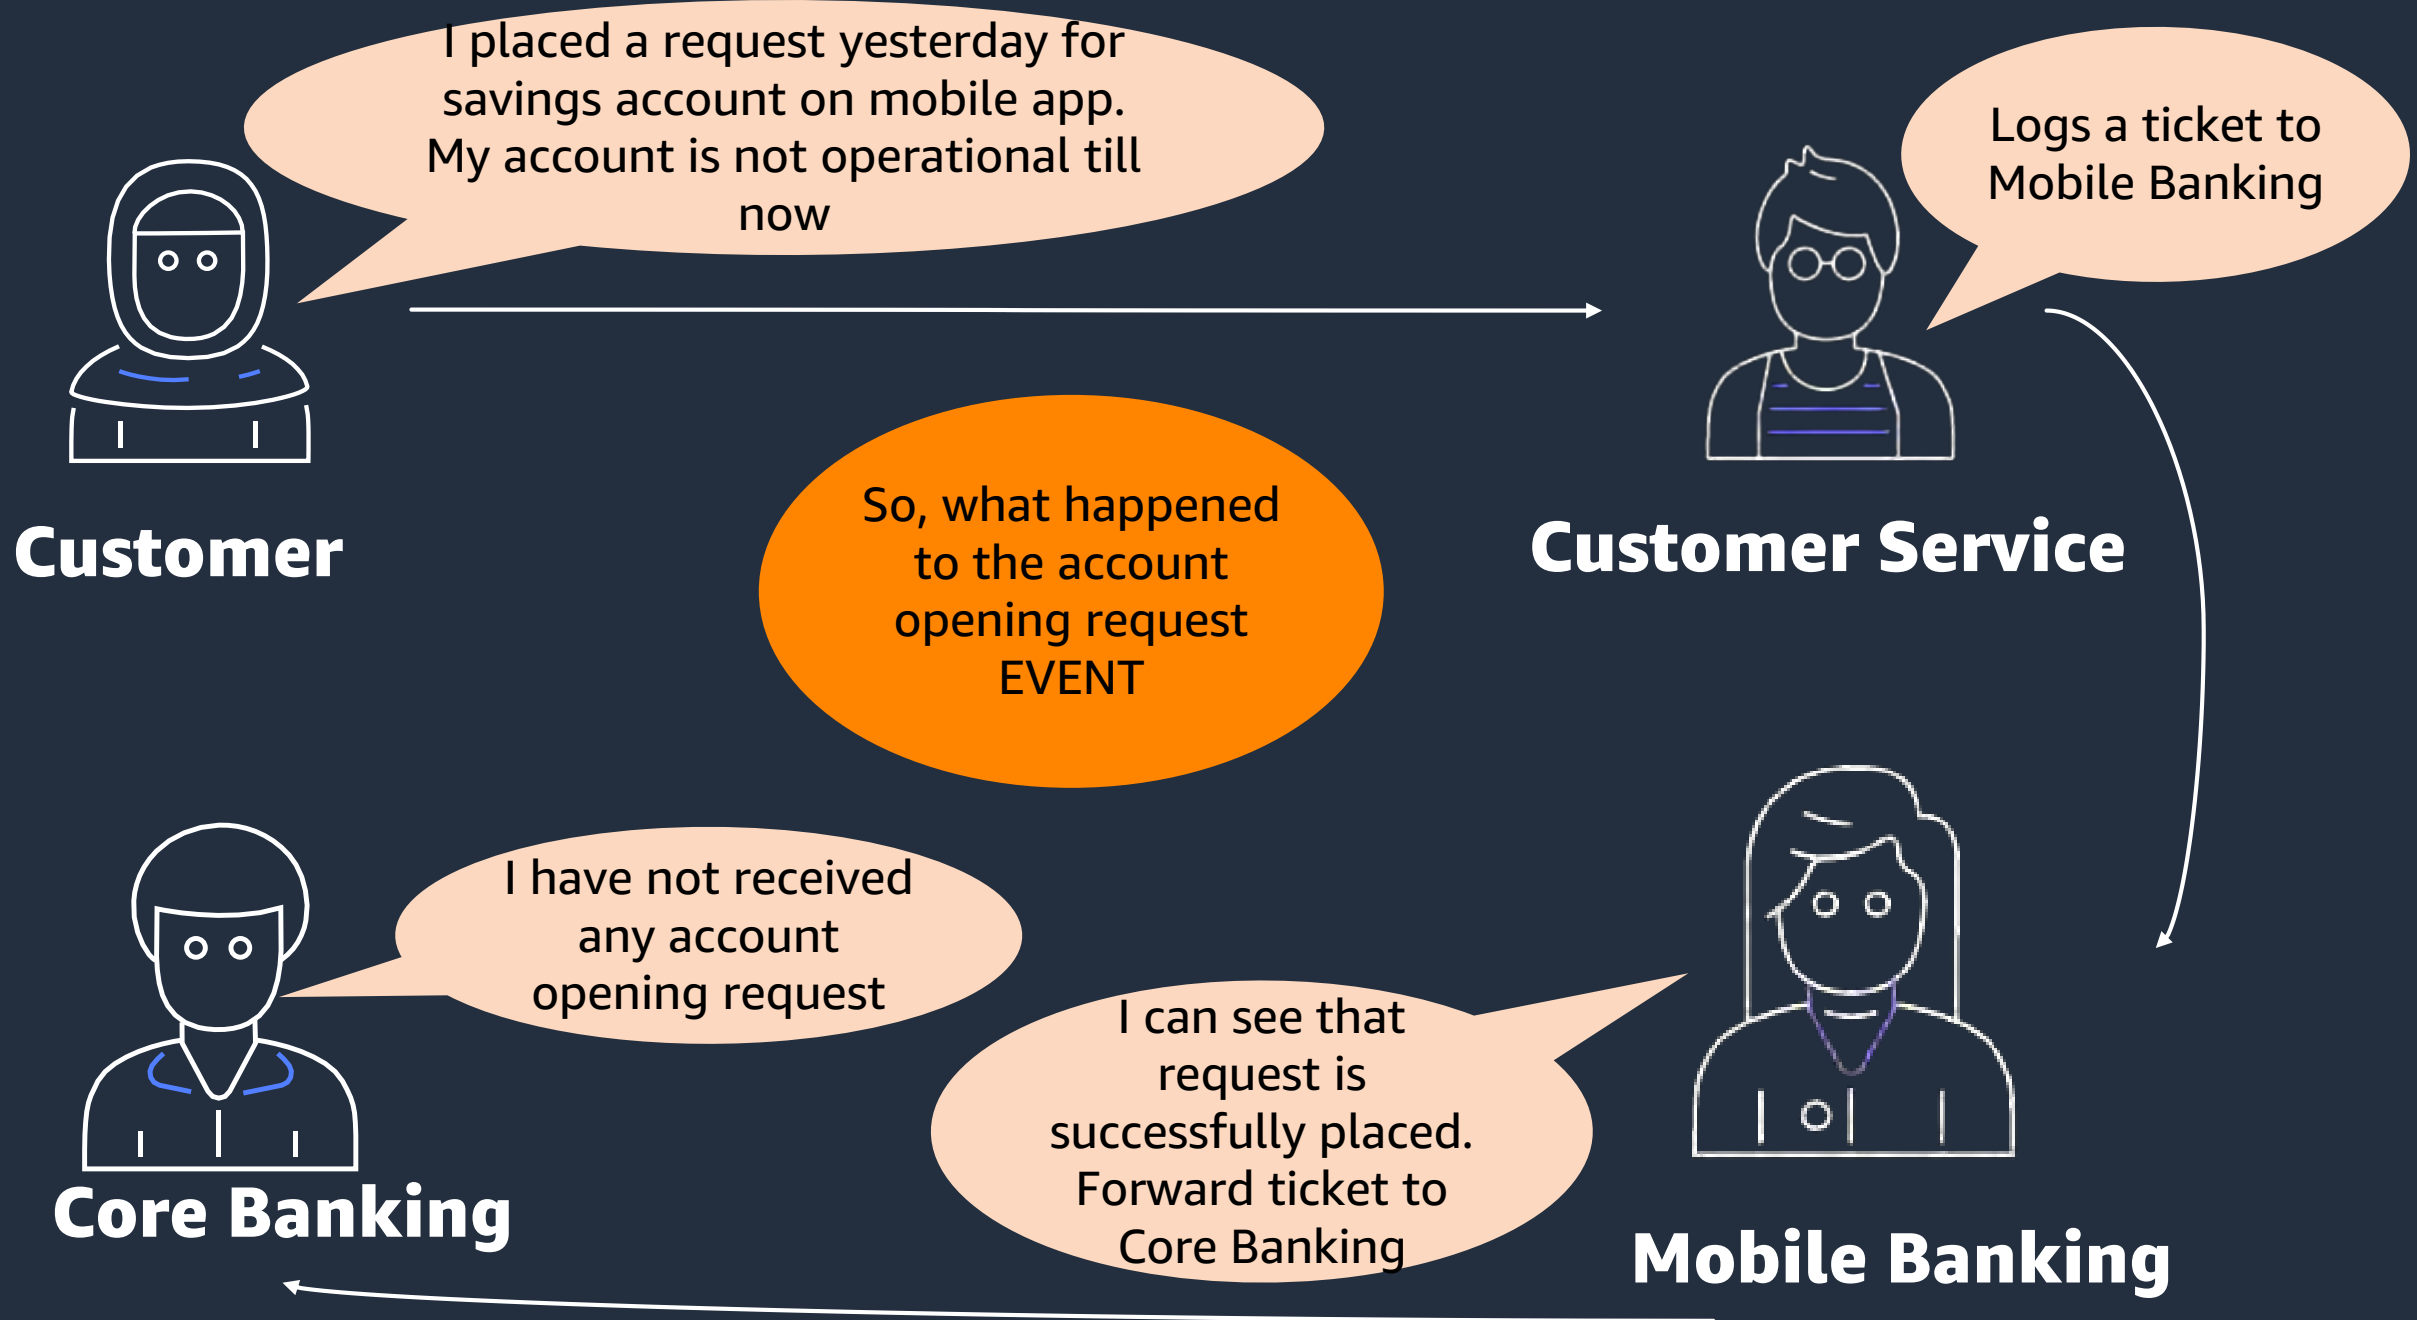 I placed a request yesterday for
savings account on mobile app.
My account is not operational till
now
Logs a ticket to
Mobile Banking
Customer
Customer Service
So, what happened
to the account
opening request
EVENT
I have not received
any account
opening request
I can see that
request is
successfully placed.
Forward ticket to
Core Banking
Core Banking
Mobile Banking